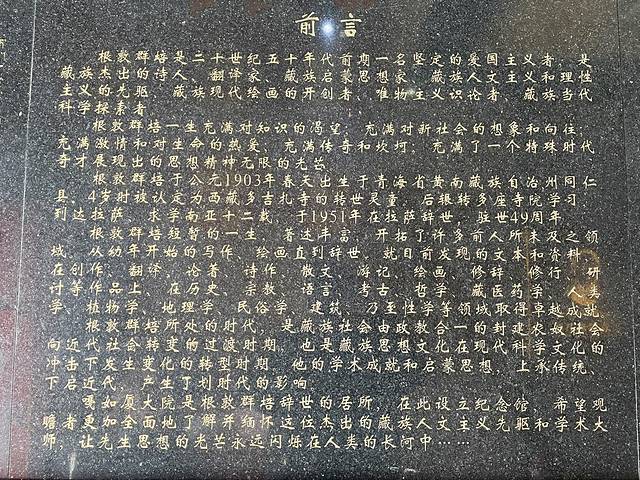 前言
根敦群培是二十世纪五十年代前期一名坚定的爱国主义者，是
藏族杰出的诗人、翻译家、藏族启蒙思想家、藏族人文主义和理性
主义的先驱、藏族现代绘画的开创者、唯物主义识论者、藏族当代
科学探索者。
根敦群培一生充满对知识的渴望；充满对新社会的想象和向往；
充满激情和对生命的热爱；充满传奇和坎坷；充满了一个特殊时代
奇才展现出的思想精神无限的光芒。
根敦群培于公元1903年春天出生于青海省黄南藏族自治州同仁
县，4岁时被认定为西藏多吉扎寺的转世灵童，后辗转多座寺院学习，
到达拉萨，求学南亚十二载，于1951年在拉萨辞世，驻世49周年。
根敦群培短暂的一生，著述丰富，开拓了许多前人所未及之领
域。从幼年开始的写作、绘画直到辞世，就目前发现的文本和资料，
在创作、翻译、论著、诗作、散文、游记、绘画、修辞、修行、研
讨等作品上，在历史、宗教、语言、考古、哲学、藏医药学、人类
学、植物学、地理学、民俗学、建筑、乃至性学等领域取得卓越成就。
根敦群培所处的时代，是藏族社会由政教合一的封建农奴社会
向近代社会转变的过渡时期，也是藏族思想文化在现代科学文化的
冲击下发生变化的转型时期，他的学术成就和启蒙思想，上承传统、
下启近代，产生了划时代的影响。
噶如厦大院是根敦群培辞世的居所，在此设立纪念馆，希望观
瞻者更加全面地了解并缅怀这位杰出的藏族人文主义先驱和学术大
师，让先生思想的光芒永远闪烁在人类的长河中……